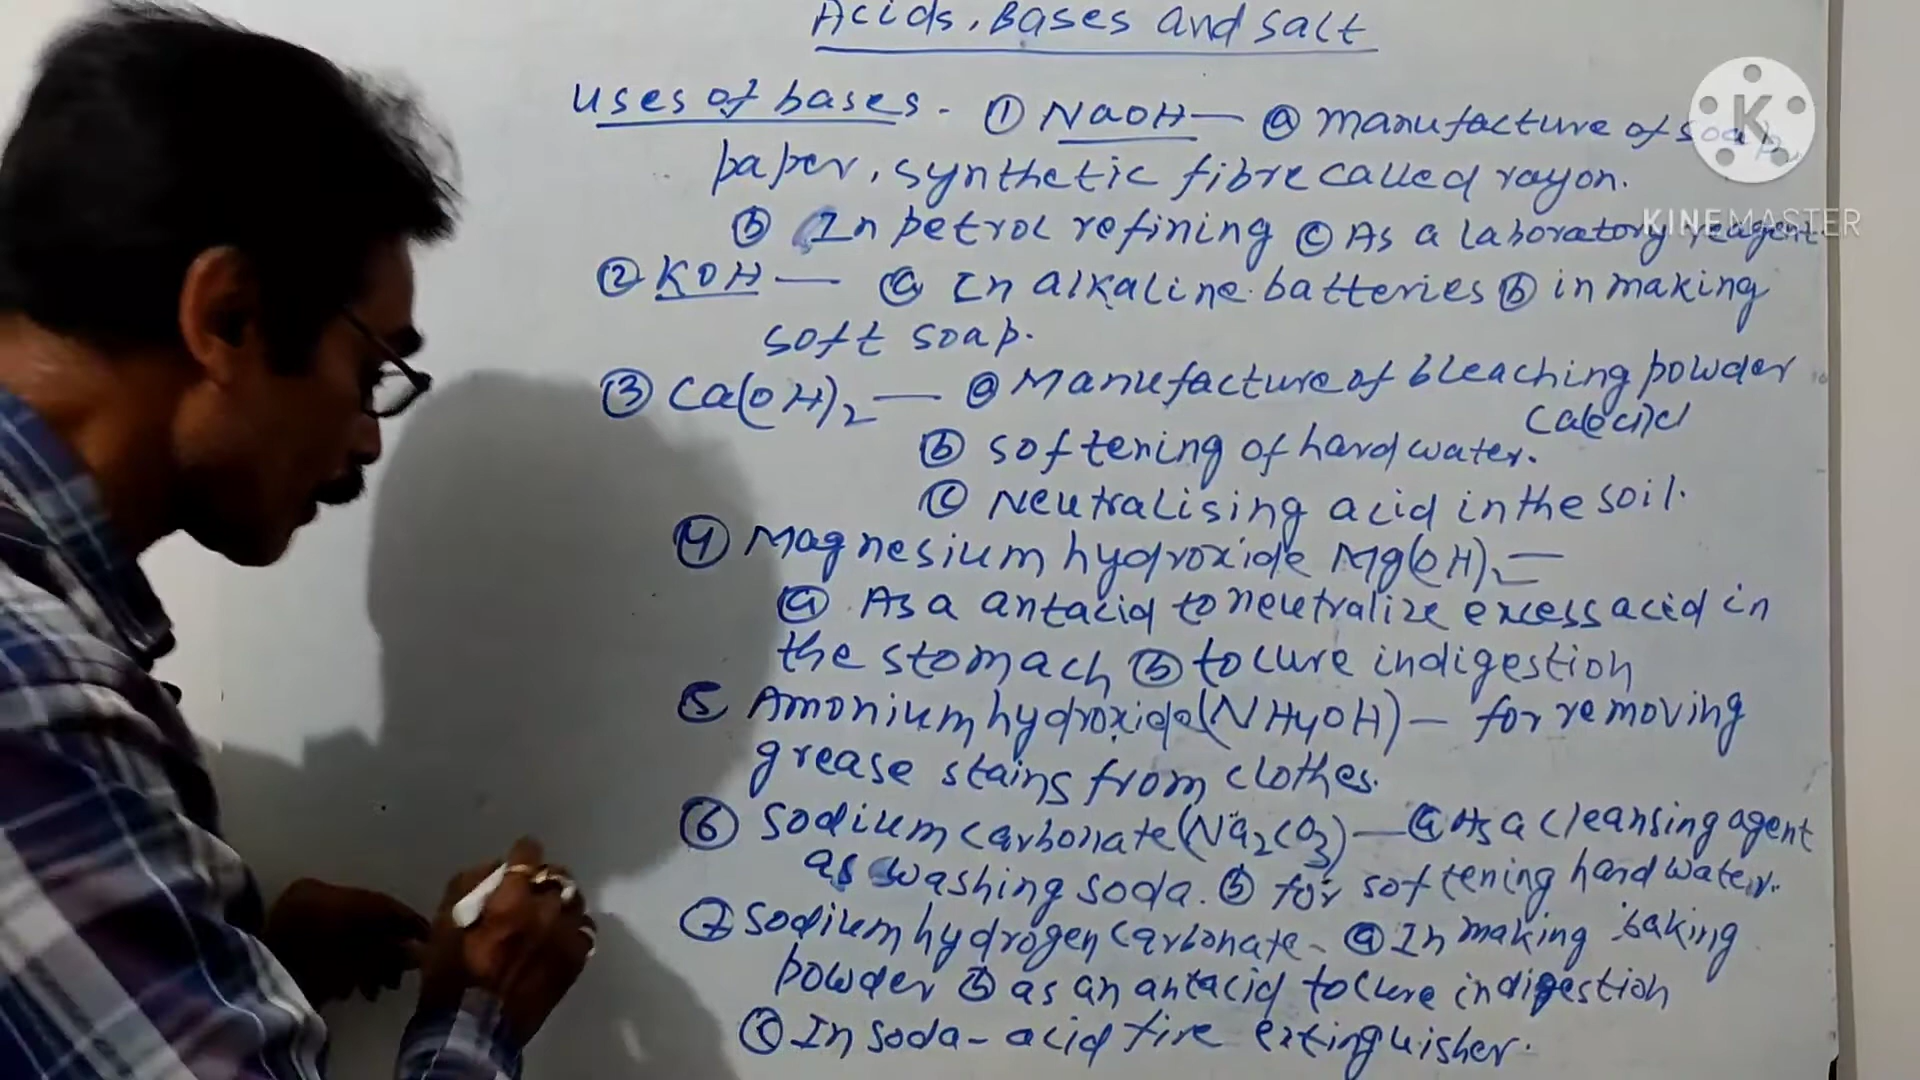 Acids, Bases and Salt
Uses of bases - ① NaOH — ⓐ Manufacture of soap,
paper, synthetic fibre called rayon.
ⓑ In petrol refining ⓒ As a laboratory reagent
② KOH — ⓐ In alkaline batteries ⓑ in making
soft soap.
③ Ca(OH)₂ — ⓐ Manufacture of bleaching powder
ⓑ softening of hard water.
ⓒ Neutralising acid in the soil.
④ Magnesium hydroxide Mg(OH)₂ —
ⓐ As a antacid to neutralize excess acid in
the stomach ⓑ to cure indigestion
⑤ Amonium hydroxide (NH4OH) — for removing
grease stains from clothes.
⑥ Sodium carbonate (Na₂CO₃) — ⓐ As a cleansing agent
as washing soda. ⓑ for softening hard water.
⑦ Sodium hydrogen carbonate - ⓐ In making baking
powder ⓑ as an antacid to cure indigestion
ⓒ In soda-acid fire extinguisher.
K
KINEMASTER